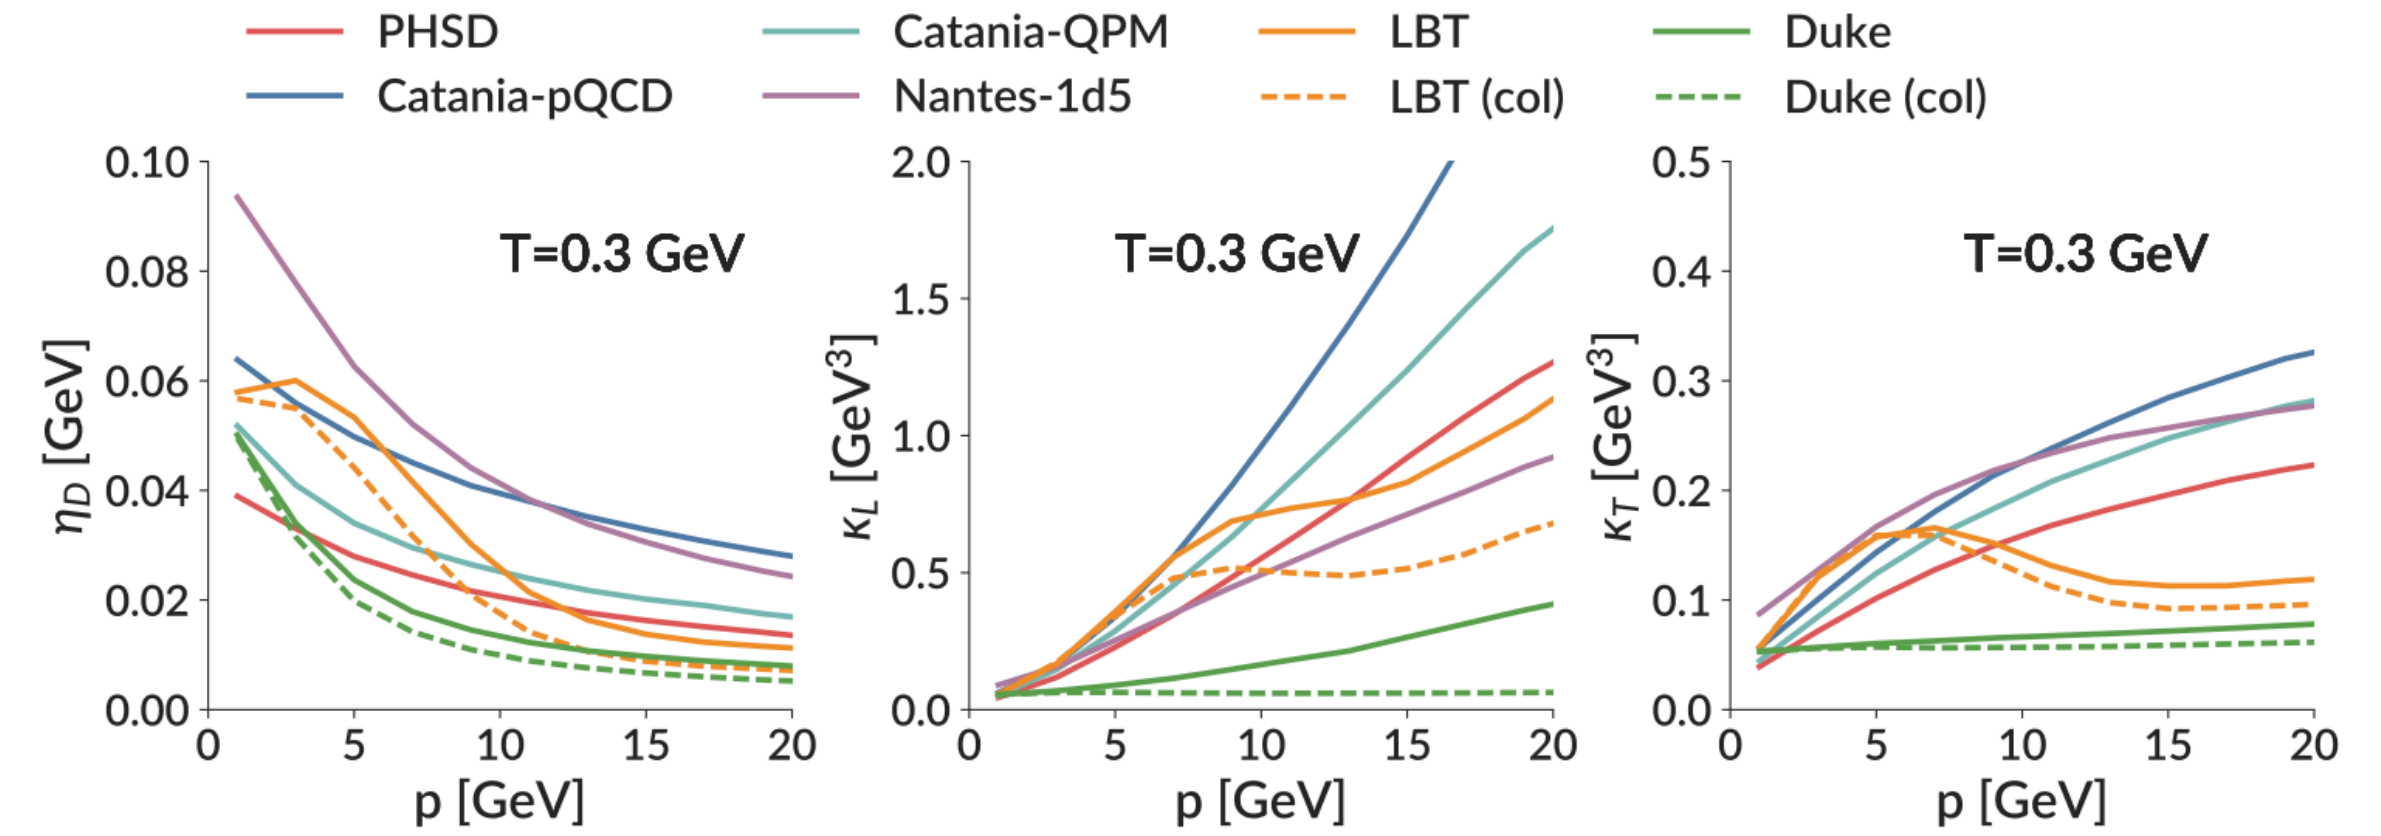 PHSD Catania-QPM LBT Duke
Catania-pQCD Nantes-1d5 LBT (col) Duke (col)
0.10
0.08
0.06
0.04
0.02
0.00
0 5 10 15 20
T=0.3 GeV
η_D [GeV]
p [GeV]
2.0
1.5
1.0
0.5
0.0
0 5 10 15 20
T=0.3 GeV
κ_L [GeV³]
p [GeV]
0.5
0.4
0.3
0.2
0.1
0.0
0 5 10 15 20
T=0.3 GeV
κ_T [GeV³]
p [GeV]